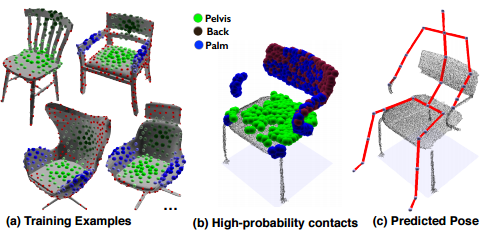 Pelvis
Back
Palm
...
(a) Training Examples
(b) High-probability contacts
(c) Predicted Pose